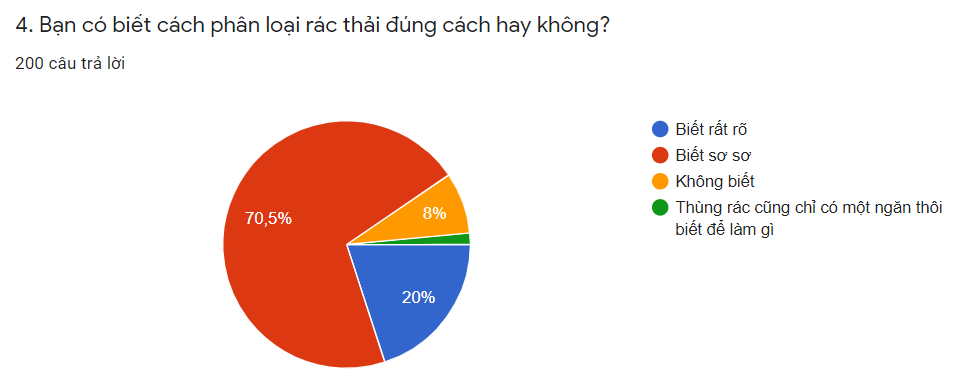 4. Bạn có biết cách phân loại rác thải đúng cách hay không?
200 câu trả lời
Biết rất rõ
Biết sơ sơ
Không biết
Thùng rác cũng chỉ có một ngăn thôi
biết để làm gì
70,5%
8%
20%